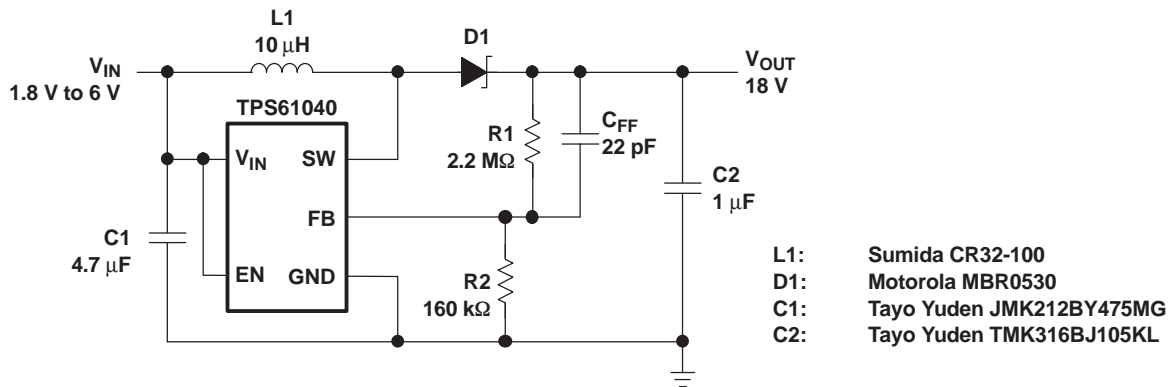 L1
10 μH
D1
VIN
1.8 V to 6 V
VOUT
18 V
TPS61040
VIN
SW
FB
EN
GND
R1
2.2 MΩ
CFF
22 pF
C2
1 μF
C1
4.7 μF
R2
160 kΩ
L1: Sumida CR32-100
D1: Motorola MBR0530
C1: Tayo Yuden JMK212BY475MG
C2: Tayo Yuden TMK316BJ105KL